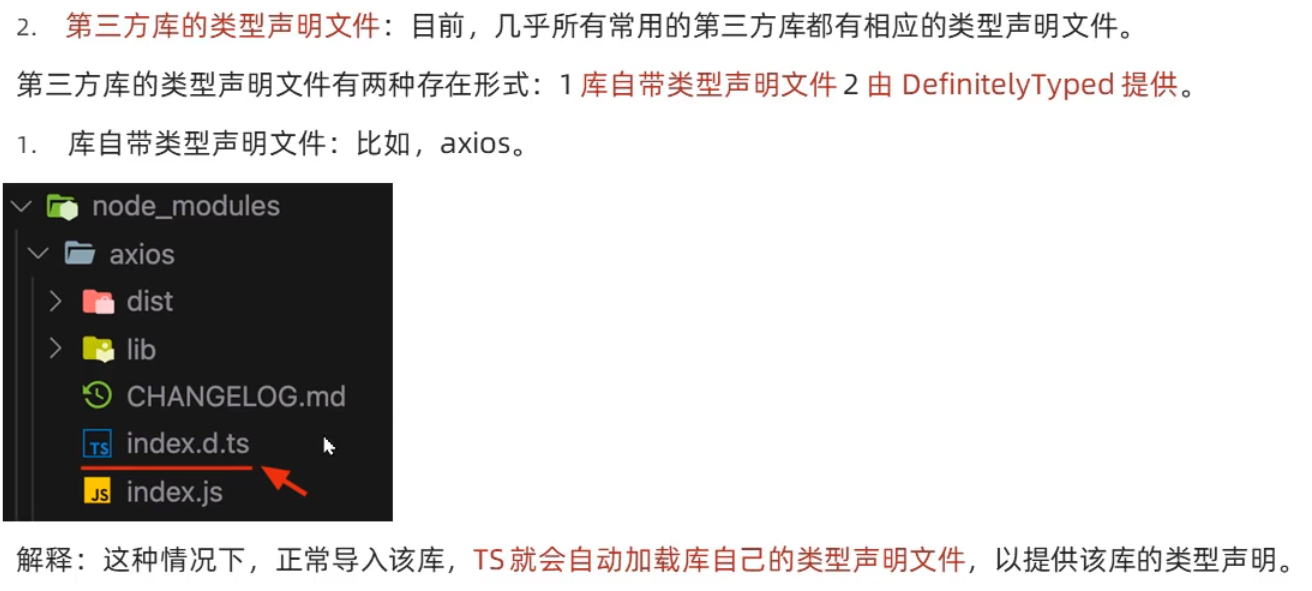 2. 第三方库的类型声明文件：目前，几乎所有常用的第三方库都有相应的类型声明文件。
第三方库的类型声明文件有两种存在形式：1 库自带类型声明文件 2 由 DefinitelyTyped 提供。
1. 库自带类型声明文件：比如，axios。
node_modules
axios
dist
lib
CHANGELOG.md
TS index.d.ts
JS index.js
解释：这种情况下，正常导入该库，TS 就会自动加载库自己的类型声明文件，以提供该库的类型声明。